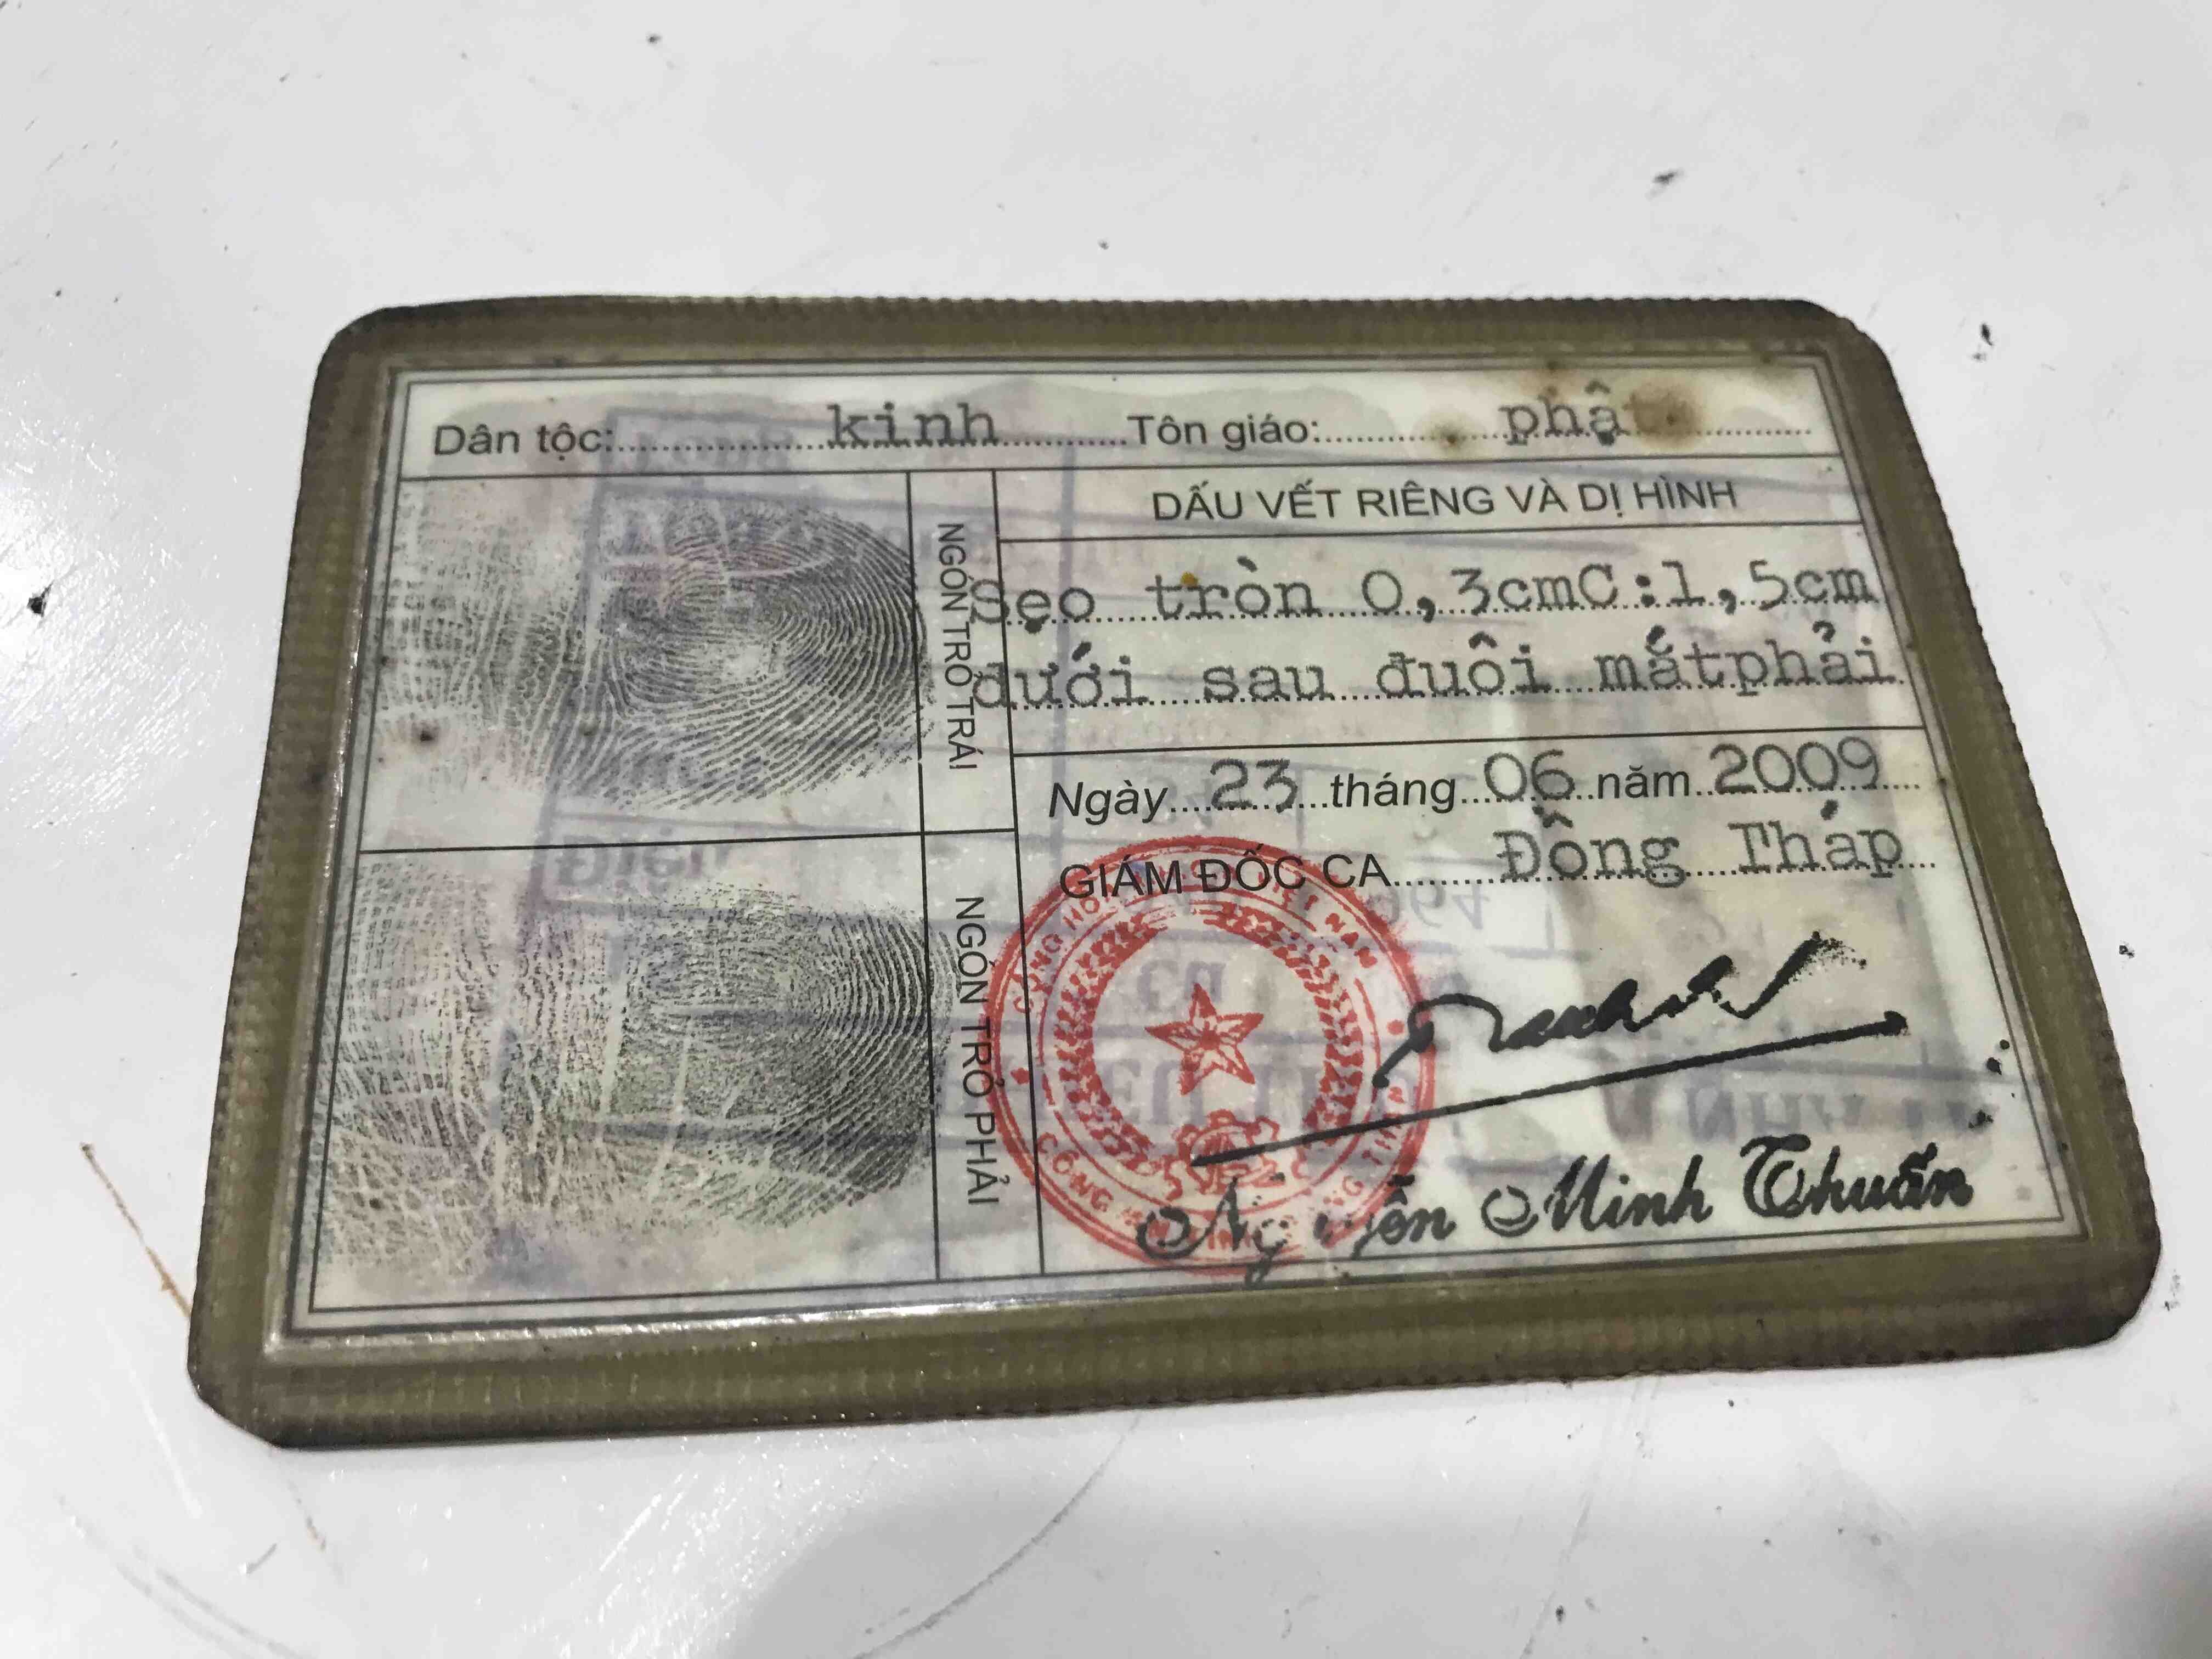 Dân tộc: kinh Tôn giáo: phật
NGÓN TRỎ TRÁI
DẤU VẾT RIÊNG VÀ DỊ HÌNH
Sẹo tròn 0,3cmC:1,5cm
dưới sau đuôi mắtphải
Ngày 23 tháng 06 năm 2009
GIÁM ĐỐC CA Đồng Tháp
NGÓN TRỎ PHẢI
Nguyễn Minh Thuấn